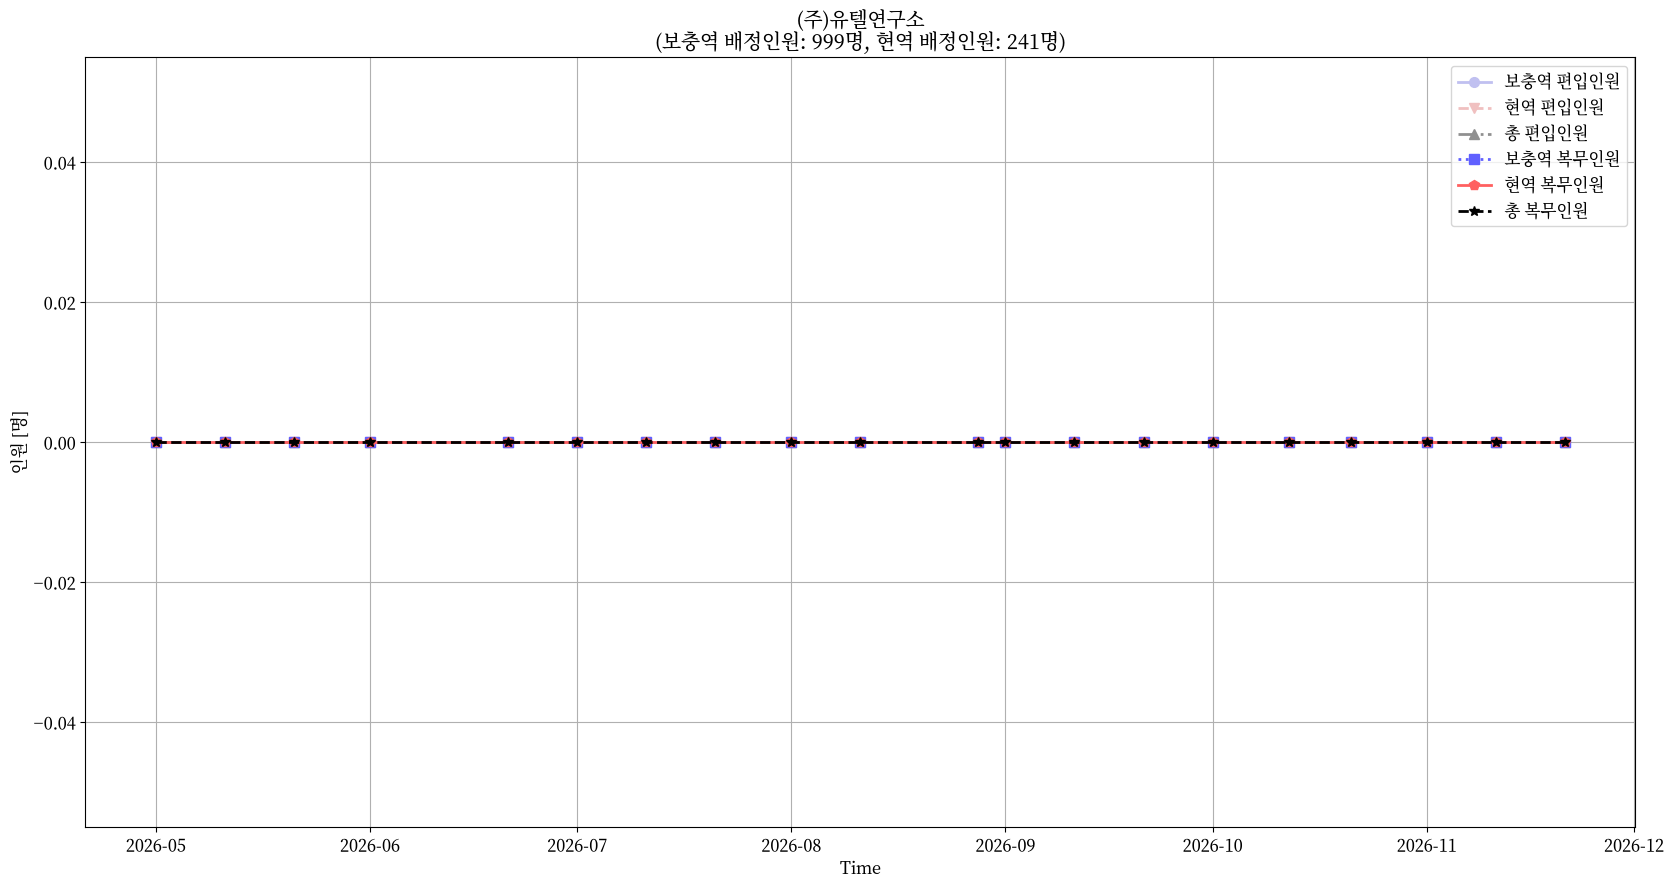 (주)유텔연구소
(보충역 배정인원: 999명, 현역 배정인원: 241명)
보충역 편입인원
현역 편입인원
총 편입인원
보충역 복무인원
현역 복무인원
총 복무인원
인원 [명]
0.04
0.02
0.00
−0.02
−0.04
2026-05 2026-06 2026-07 2026-08 2026-09 2026-10 2026-11 2026-12
Time